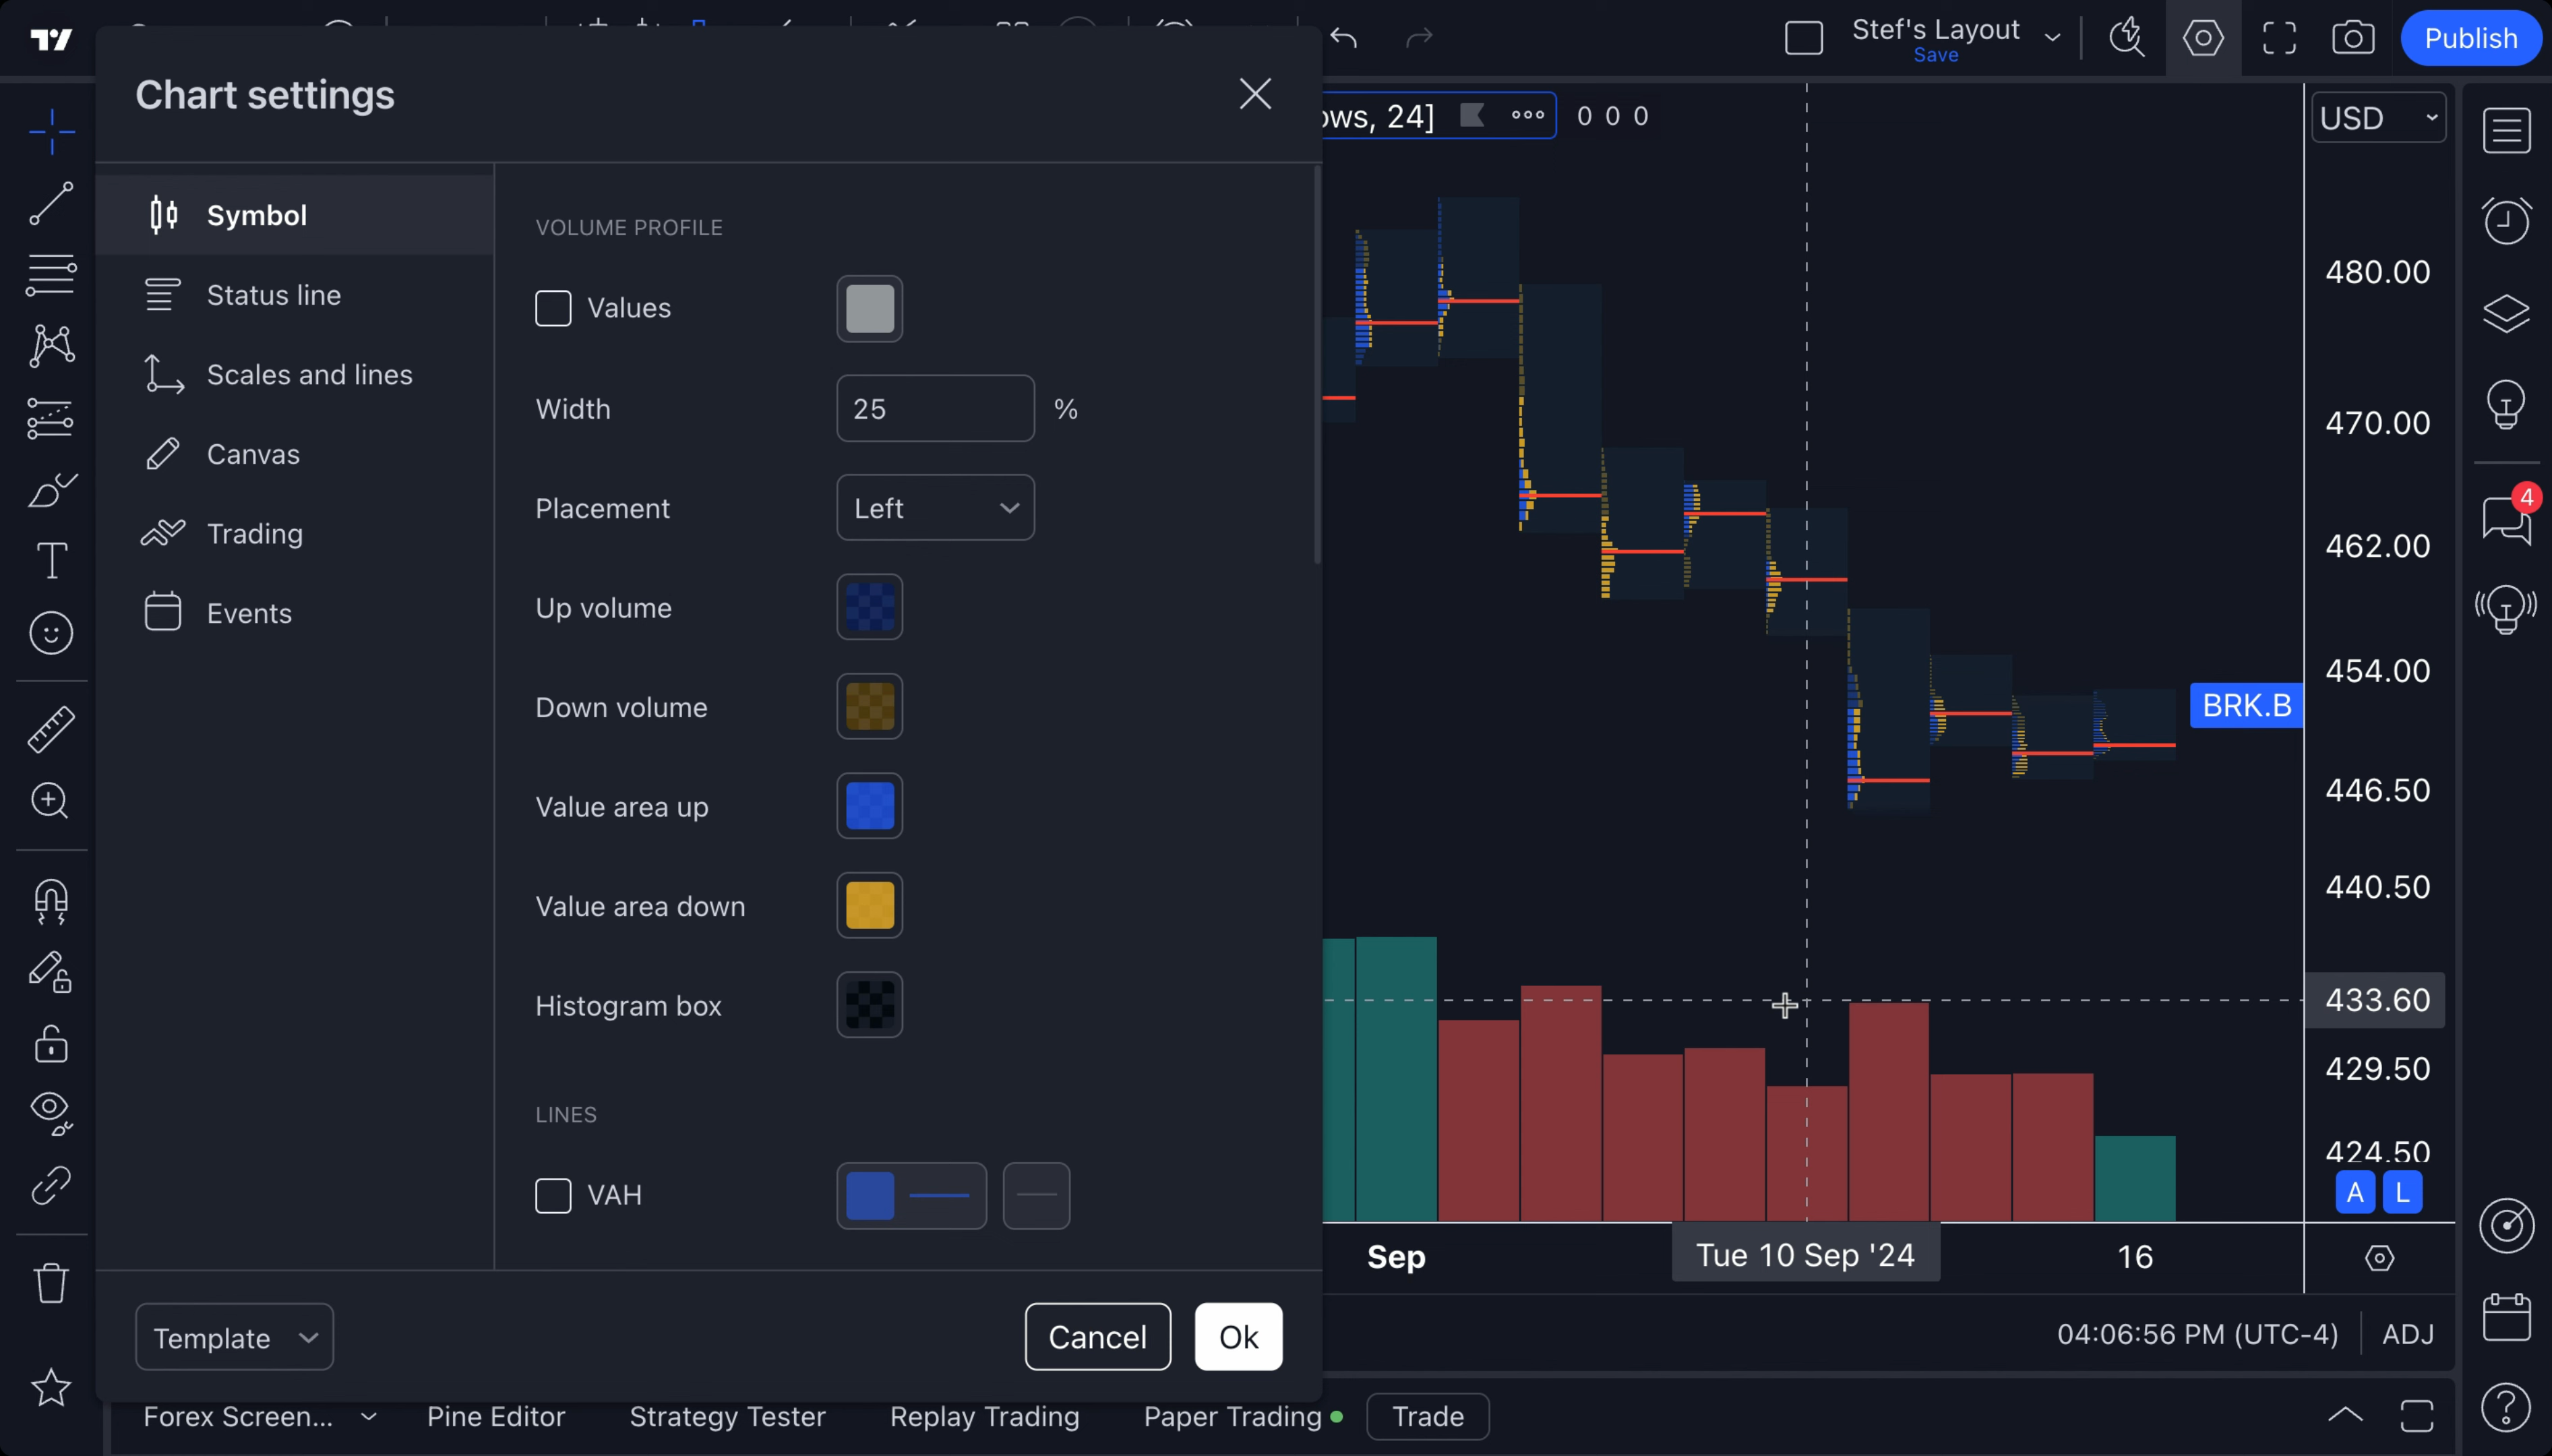 Stef's Layout
Save
Publish
Chart settings
ows, 24]
0 0 0
USD
Symbol
Status line
Scales and lines
Canvas
Trading
Events
VOLUME PROFILE
Values
Width
25
%
Placement
Left
Up volume
Down volume
Value area up
Value area down
Histogram box
LINES
VAH
480.00
470.00
462.00
454.00
BRK.B
446.50
440.50
433.60
429.50
424.50
A
L
4
Sep
Tue 10 Sep '24
16
Template
Cancel
Ok
04:06:56 PM (UTC-4)
ADJ
Forex Screen...
Pine Editor
Strategy Tester
Replay Trading
Paper Trading
Trade